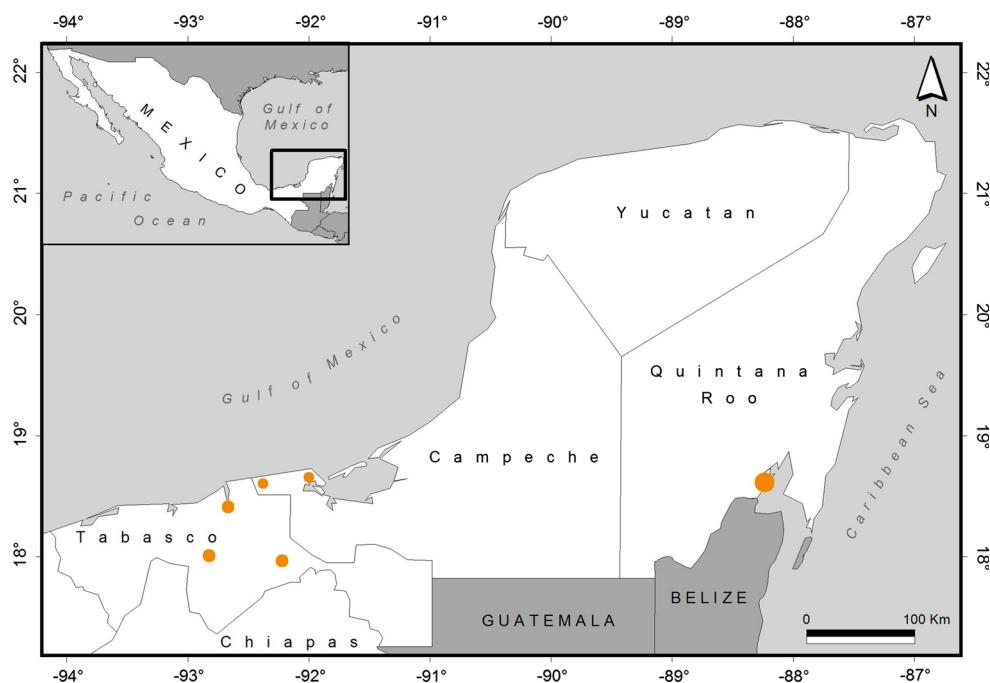 -94° -93° -92° -91° -90° -89° -88° -87°
22° 22°
N
Gulf of
Mexico
MEXICO
Pacific
Ocean
21° 21°
Yucatan
20° 20°
Gulf of Mexico
Quintana
Roo
Caribbean Sea
19° 19°
Campeche
Tabasco
18° 18°
BELIZE
GUATEMALA
0 100 Km
Chiapas
-94° -93° -92° -91° -90° -89° -88° -87°